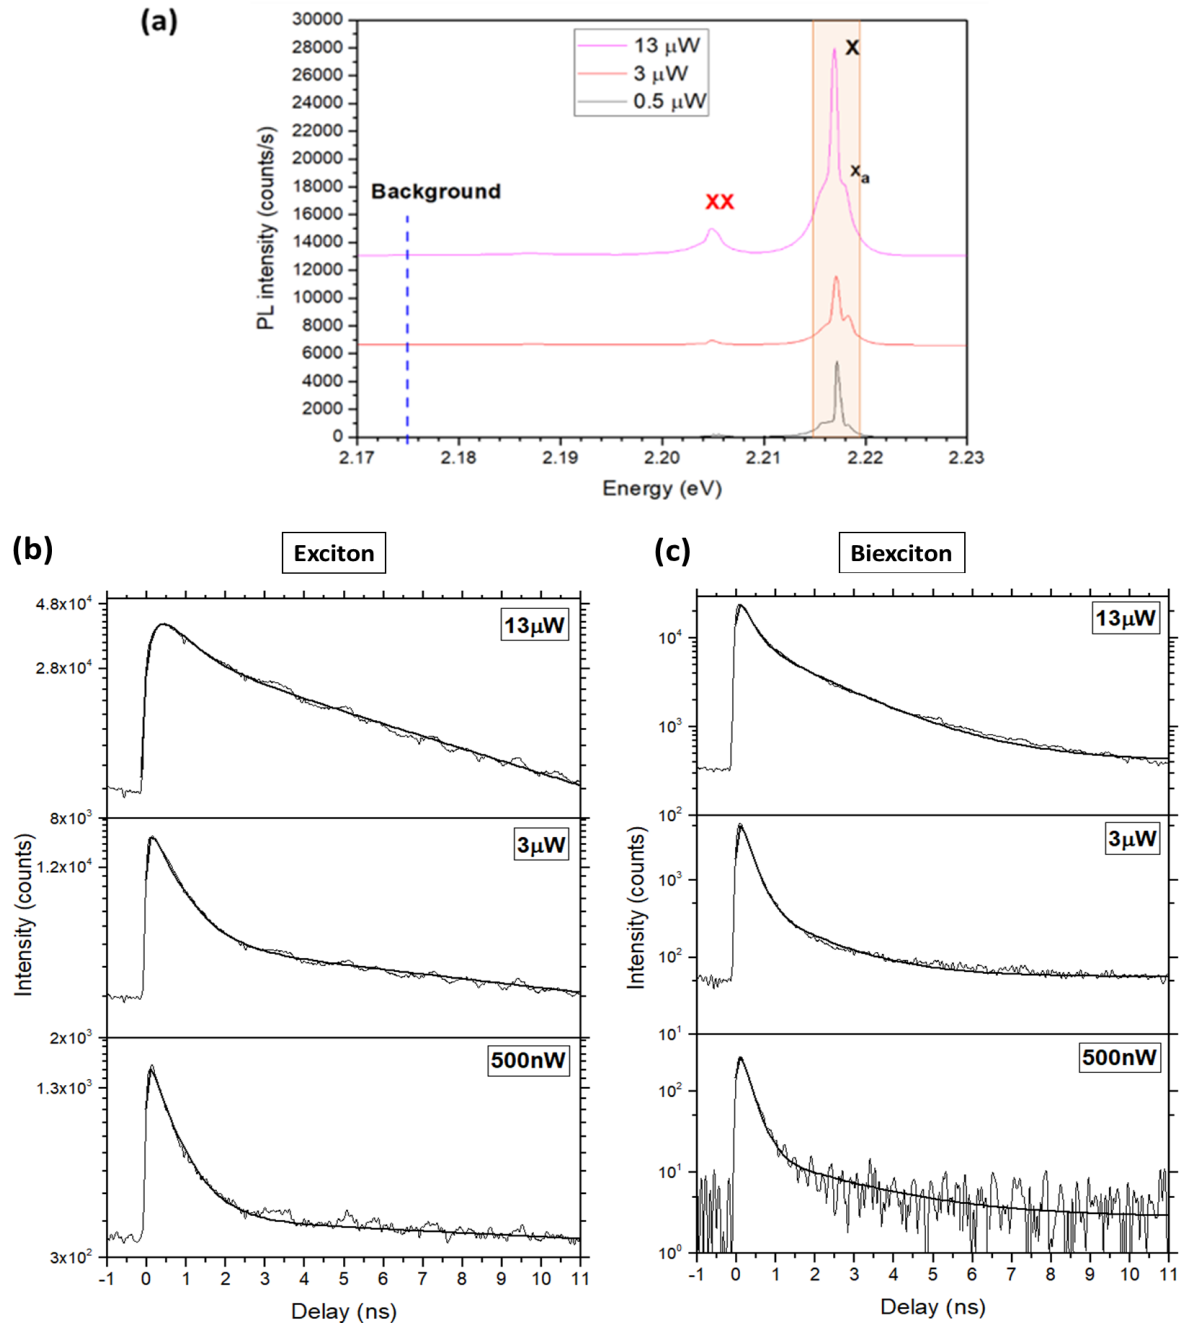 (a)
30000
28000
26000
24000
22000
20000
18000
16000
14000
12000
10000
8000
6000
4000
2000
0
PL intensity (counts/s)
13 μW
3 μW
0.5 μW
Background
XX
X
xₐ
2.17 2.18 2.19 2.20 2.21 2.22 2.23
Energy (eV)
(b)
Exciton
4.8x10⁴
2.8x10⁴
8x10³
1.2x10⁴
2x10³
1.3x10³
3x10²
Intensity (counts)
13μW
3μW
500nW
-1 0 1 2 3 4 5 6 7 8 9 10 11
Delay (ns)
(c)
Biexciton
10⁴
10³
10²
10³
10²
10¹
10²
10¹
10⁰
Intensity (counts)
13μW
3μW
500nW
-1 0 1 2 3 4 5 6 7 8 9 10 11
Delay (ns)